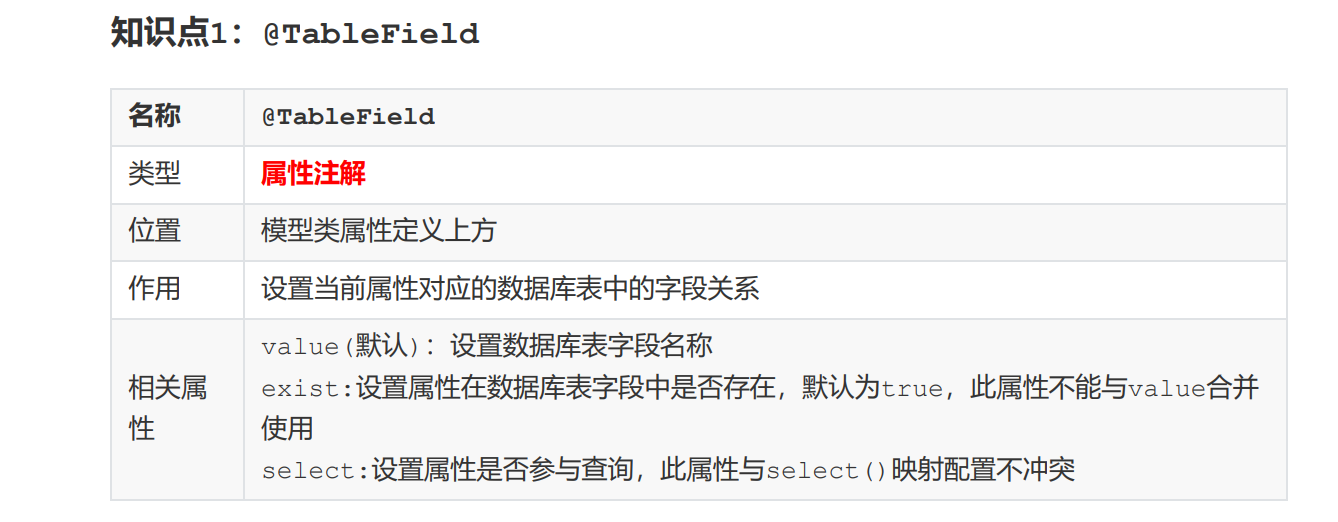 知识点1：@TableField
名称 @TableField
类型 属性注解
位置 模型类属性定义上方
作用 设置当前属性对应的数据库表中的字段关系
相关属性
value(默认)：设置数据库表字段名称
exist:设置属性在数据库表字段中是否存在，默认为true，此属性不能与value合并
使用
select:设置属性是否参与查询，此属性与select()映射配置不冲突